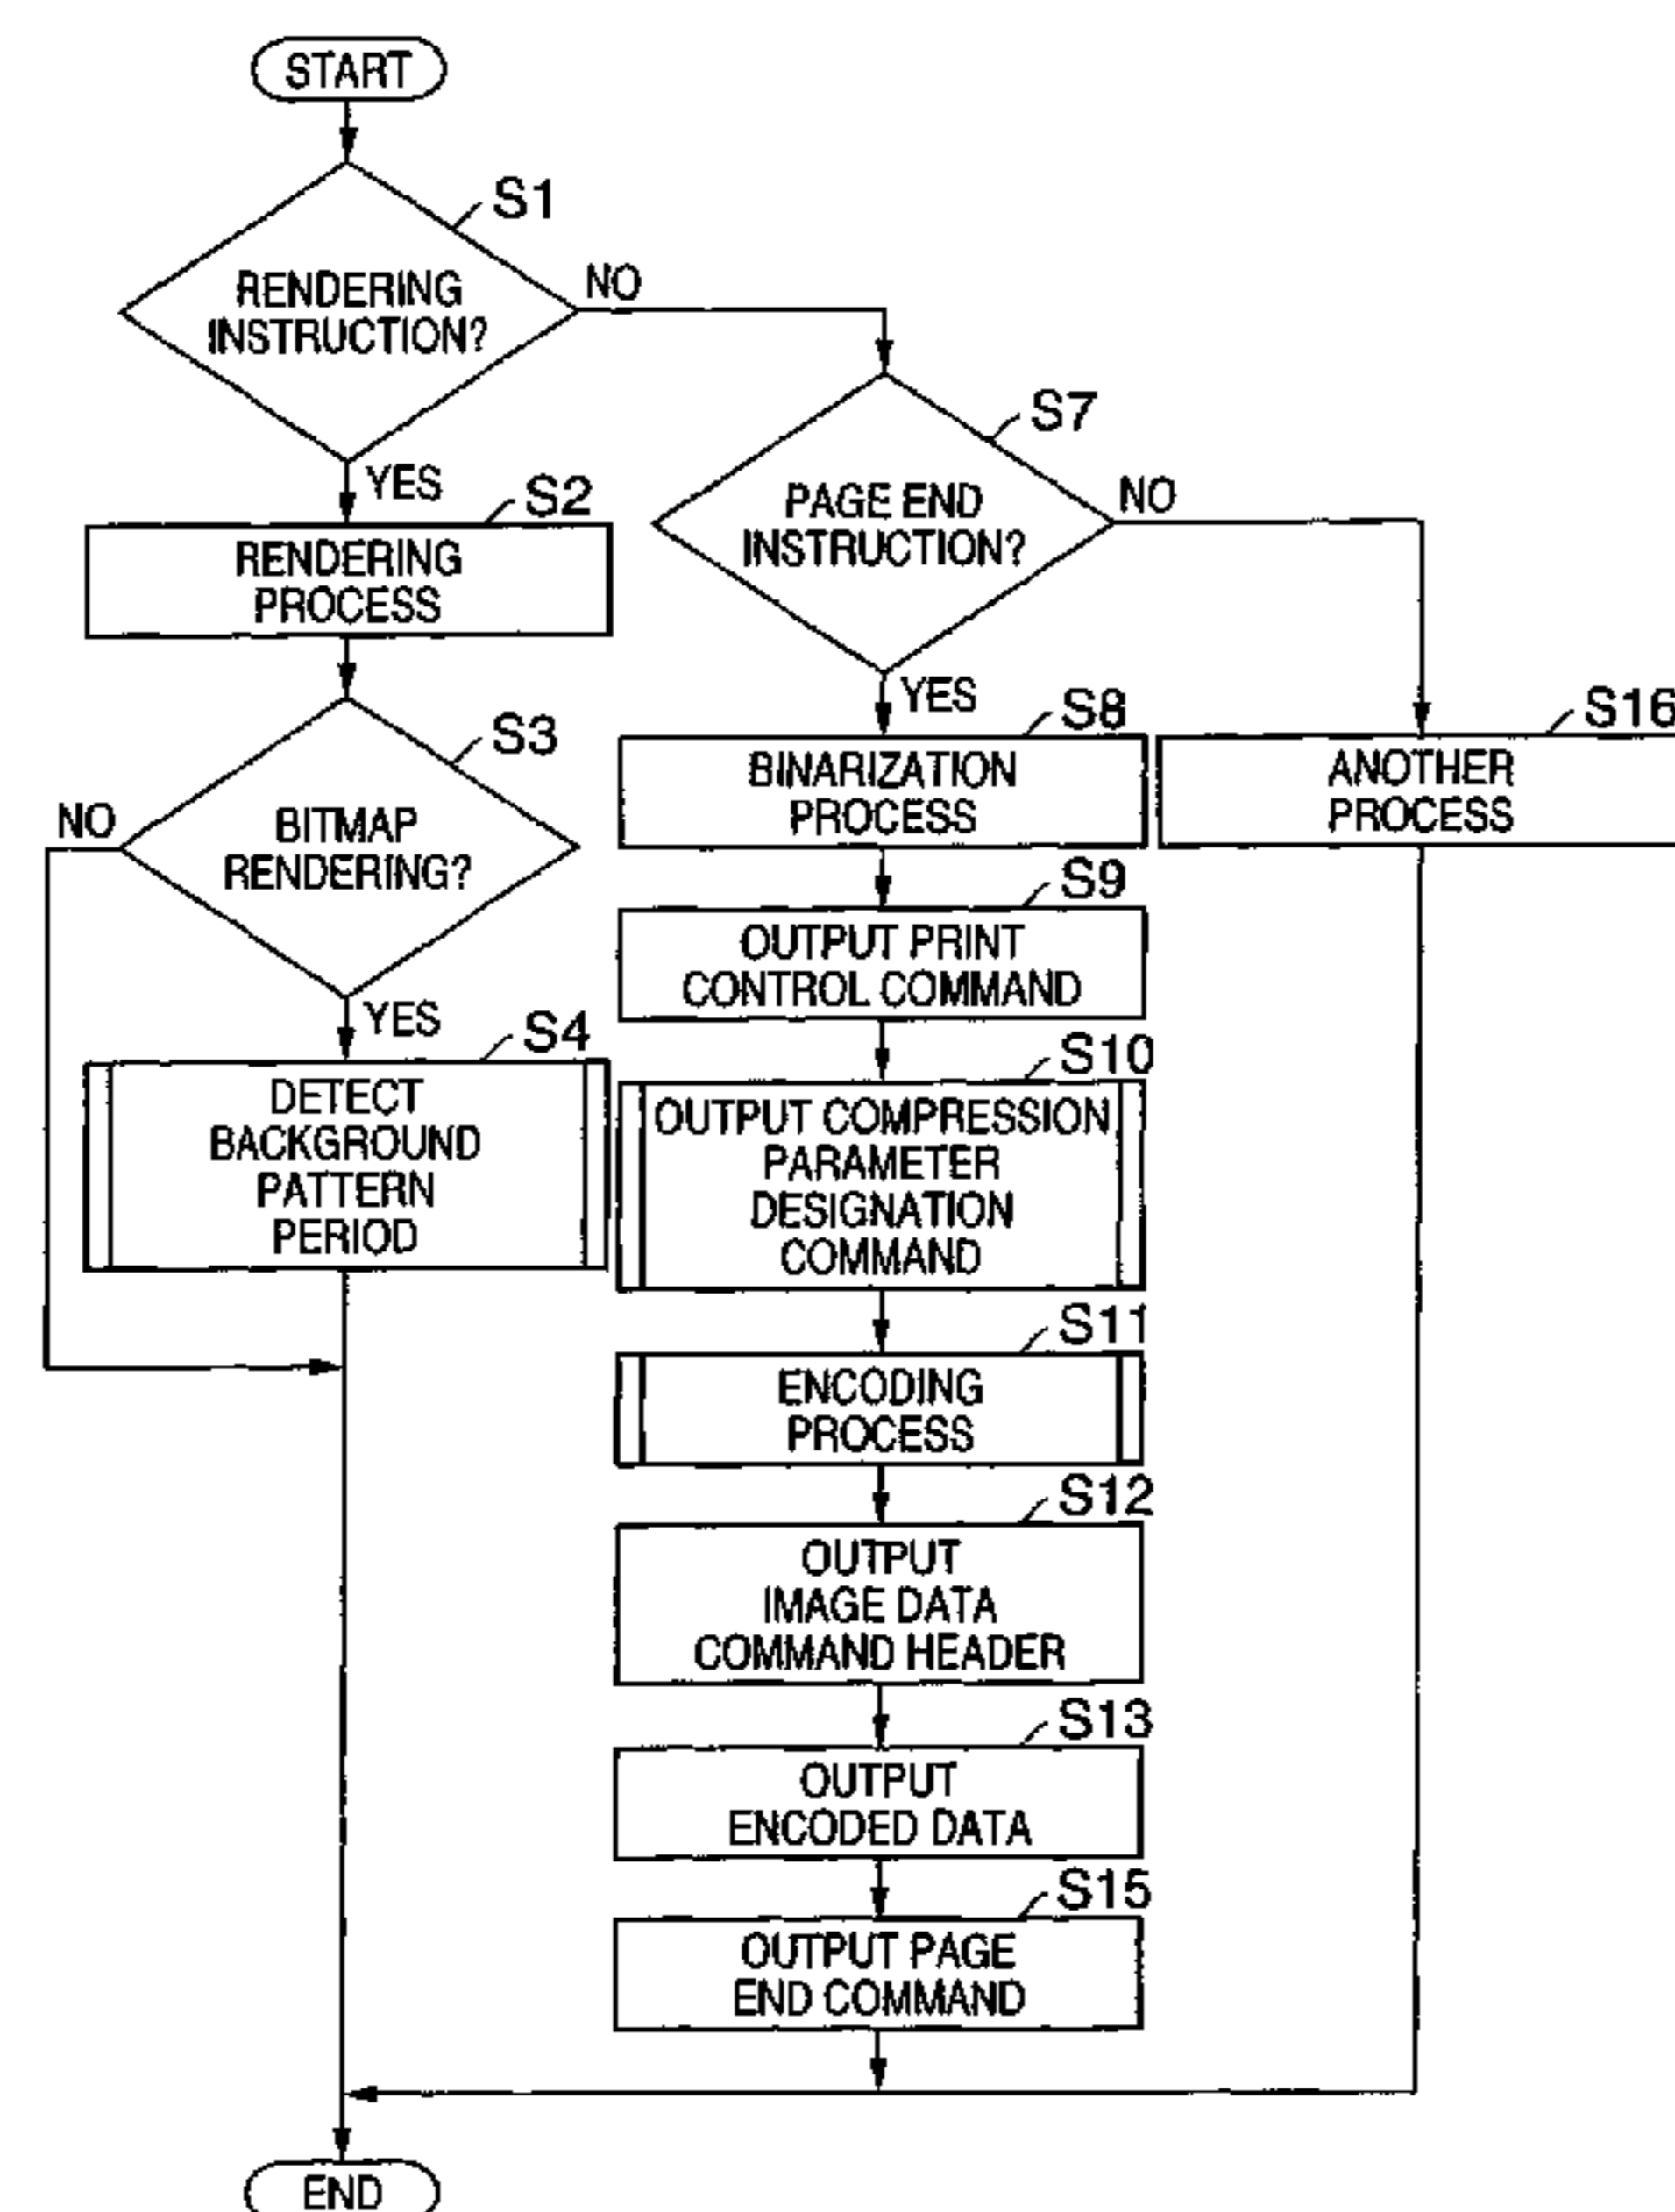 START
S1
RENDERING
INSTRUCTION?
NO
YES
S2
RENDERING
PROCESS
S3
BITMAP
RENDERING?
NO
YES
S4
DETECT
BACKGROUND
PATTERN
PERIOD
S7
PAGE END
INSTRUCTION?
NO
YES
S8
BINARIZATION
PROCESS
S9
OUTPUT PRINT
CONTROL COMMAND
S10
OUTPUT COMPRESSION
PARAMETER
DESIGNATION
COMMAND
S11
ENCODING
PROCESS
S12
OUTPUT
IMAGE DATA
COMMAND HEADER
S13
OUTPUT
ENCODED DATA
S15
OUTPUT PAGE
END COMMAND
S16
ANOTHER
PROCESS
END